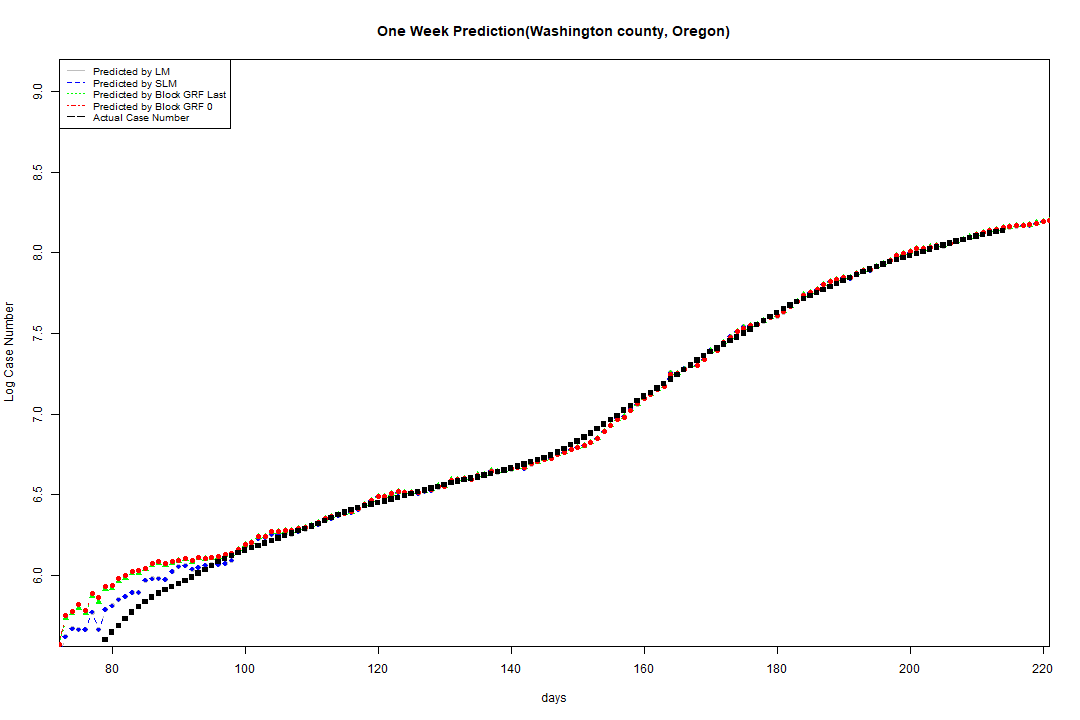 One Week Prediction(Washington county, Oregon)
Predicted by LM
Predicted by SLM
Predicted by Block GRF Last
Predicted by Block GRF 0
Actual Case Number
9.0
8.5
8.0
7.5
7.0
6.5
6.0
Log Case Number
80 100 120 140 160 180 200 220
days